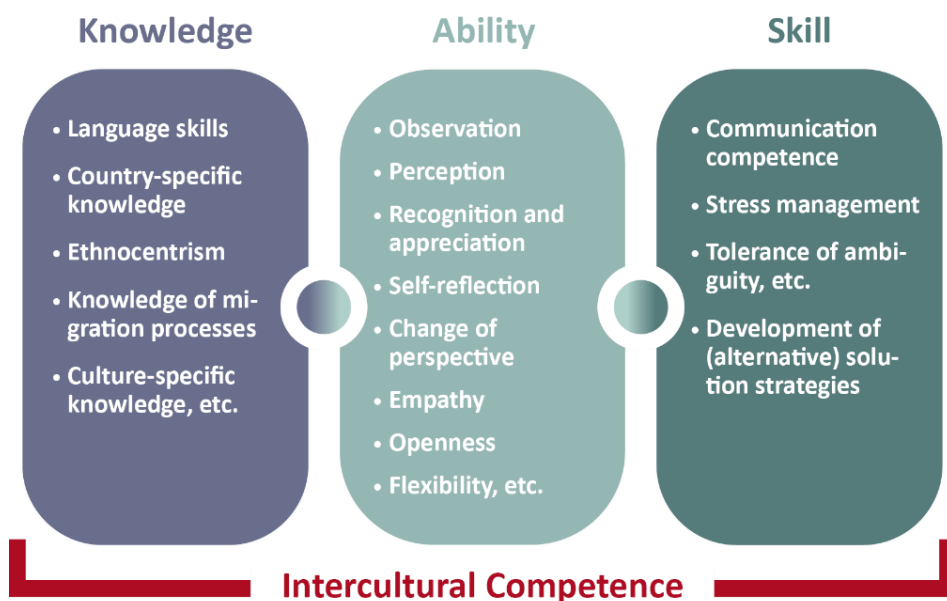 Knowledge
• Language skills
• Country-specific
knowledge
• Ethnocentrism
• Knowledge of mi-
gration processes
• Culture-specific
knowledge, etc.
Ability
• Observation
• Perception
• Recognition and
appreciation
• Self-reflection
• Change of
perspective
• Empathy
• Openness
• Flexibility, etc.
Skill
• Communication
competence
• Stress management
• Tolerance of ambi-
guity, etc.
• Development of
(alternative) solu-
tion strategies
Intercultural Competence